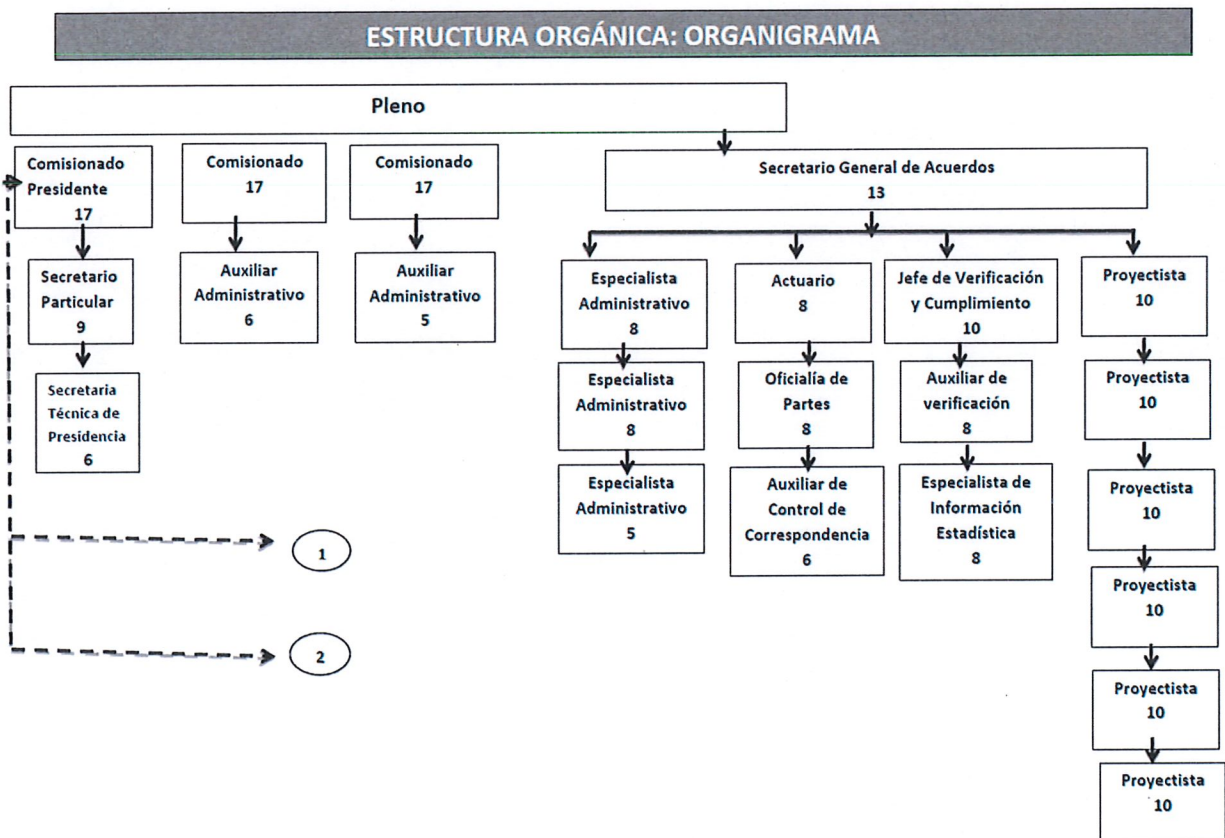 ESTRUCTURA ORGÁNICA: ORGANIGRAMA
Pleno
Comisionado
Presidente
17
Comisionado
17
Comisionado
17
Secretario General de Acuerdos
13
Secretario
Particular
9
Auxiliar
Administrativo
6
Auxiliar
Administrativo
5
Especialista
Administrativo
8
Actuario
8
Jefe de Verificación
y Cumplimiento
10
Proyectista
10
Secretaria
Técnica de
Presidencia
6
Especialista
Administrativo
8
Oficialía de
Partes
8
Auxiliar de
verificación
8
Proyectista
10
Especialista
Administrativo
5
Auxiliar de
Control de
Correspondencia
6
Especialista de
Información
Estadística
8
Proyectista
10
1
Proyectista
10
2
Proyectista
10
Proyectista
10